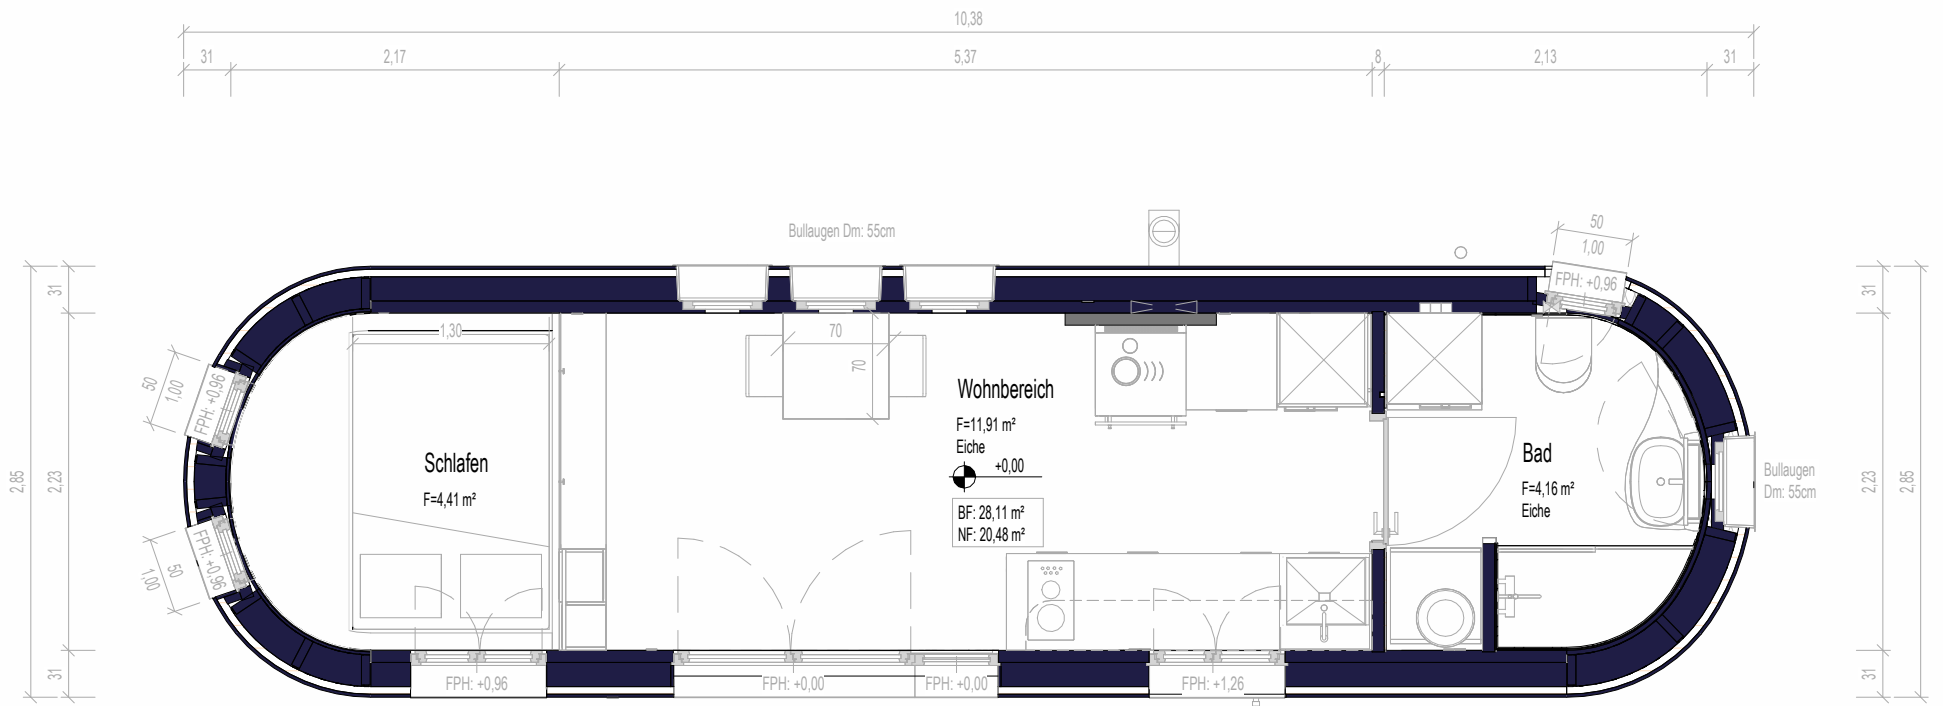 10,38
31 2,17 5,37 8 2,13 31
Bullaugen Dm: 55cm
50
1,00
FPH: +0,96
31
2,85
2,23
31
1,30
70
70
50
1,00
FPH: +0,96
Wohnbereich
F=11,91 m²
Eiche
+0,00
BF: 28,11 m²
NF: 20,48 m²
Schlafen
F=4,41 m²
Bad
F=4,16 m²
Eiche
Bullaugen
Dm: 55cm
50
1,00
FPH: +0,96
31
2,23
2,85
31
FPH: +0,96
FPH: +0,00
FPH: +0,00
FPH: +1,26